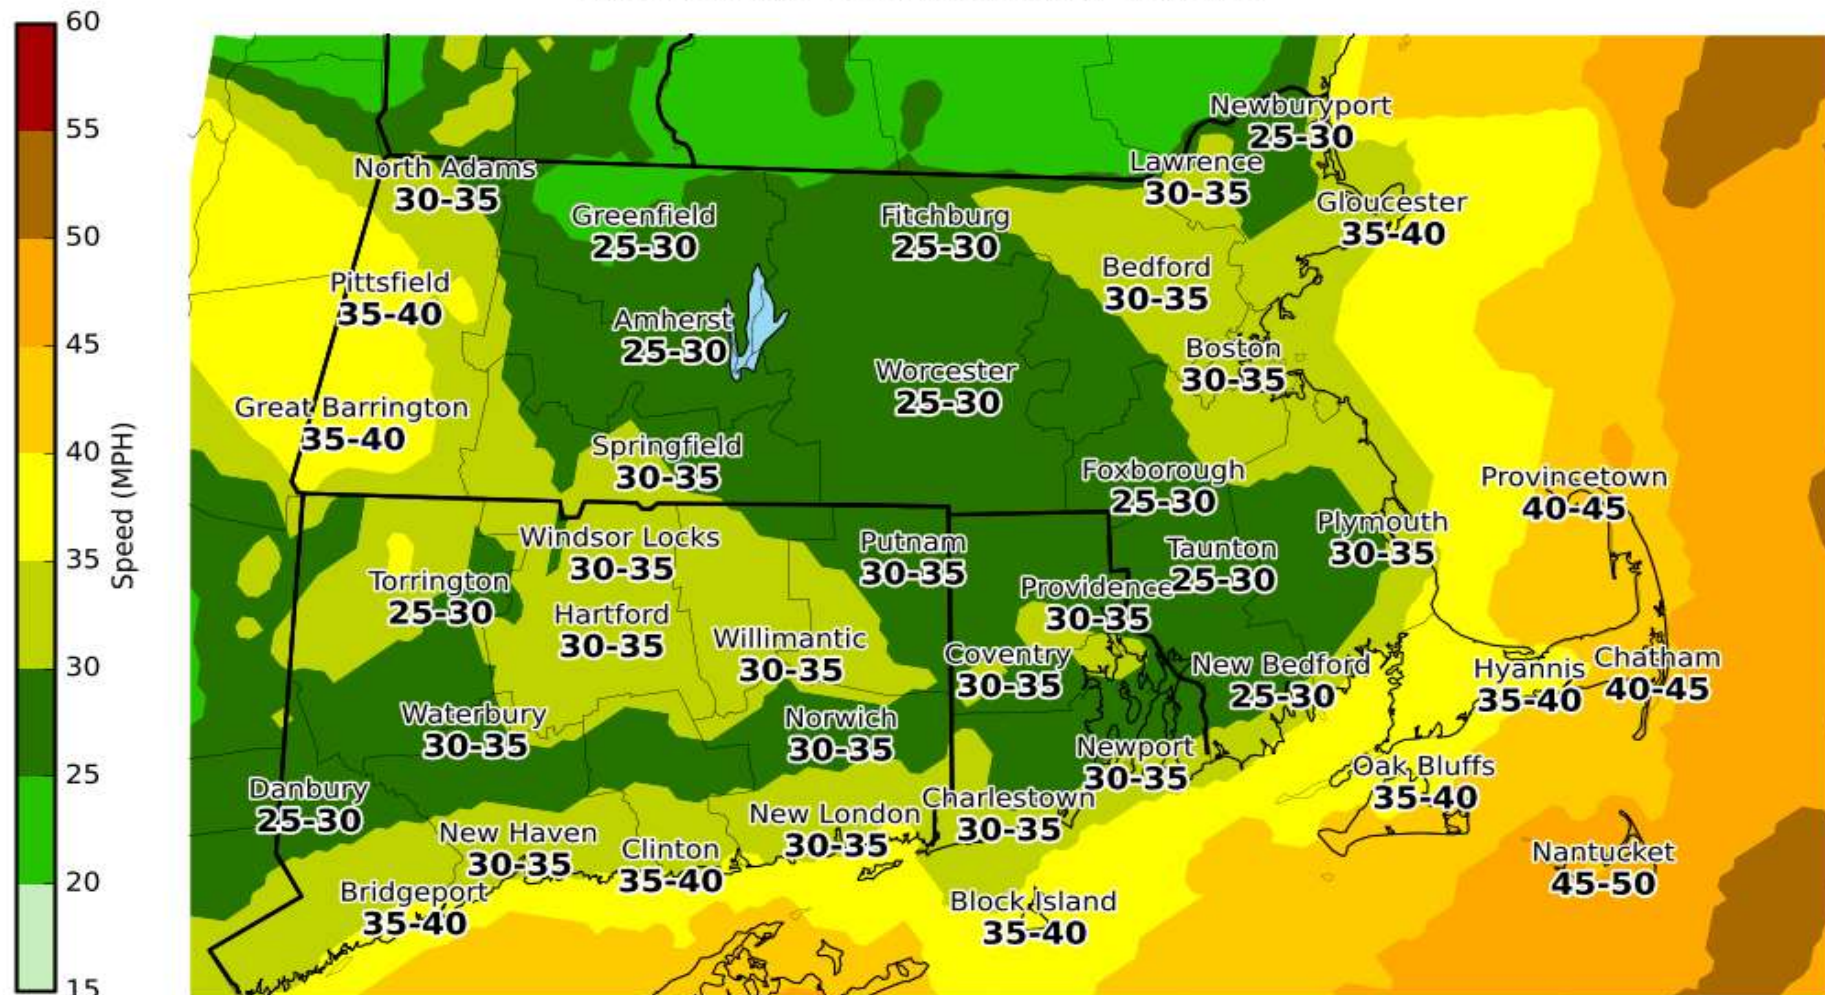 60
55
50
45
40
35
30
25
20
15
Speed (MPH)
Newburyport
25-30
North Adams
30-35
Lawrence
30-35
Greenfield
25-30
Fitchburg
25-30
Gloucester
35-40
Pittsfield
35-40
Bedford
30-35
Amherst
25-30
Boston
30-35
Worcester
25-30
Great Barrington
35-40
Springfield
30-35
Foxborough
25-30
Provincetown
40-45
Windsor Locks
30-35
Putnam
30-35
Taunton
25-30
Plymouth
30-35
Torrington
25-30
Providence
30-35
Hartford
30-35
Willimantic
30-35
Coventry
30-35
New Bedford
25-30
Hyannis
35-40
Chatham
40-45
Waterbury
30-35
Norwich
30-35
Newport
30-35
Oak Bluffs
35-40
Danbury
25-30
New Haven
30-35
Clinton
35-40
New London
30-35
Charlestown
30-35
Nantucket
45-50
Bridgeport
35-40
Block Island
35-40